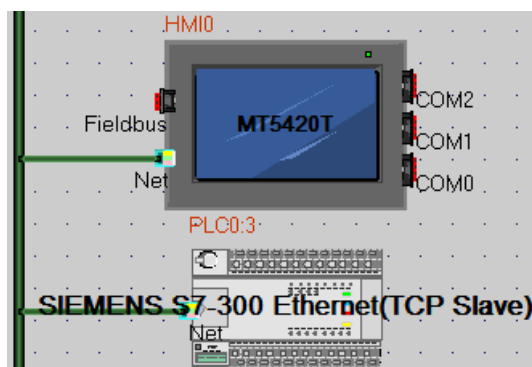 HMI0
COM2
Fieldbus
MT5420T
COM1
Net
COM0
PLC0:3
SIEMENS S7-300 Ethernet(TCP Slave)
Net